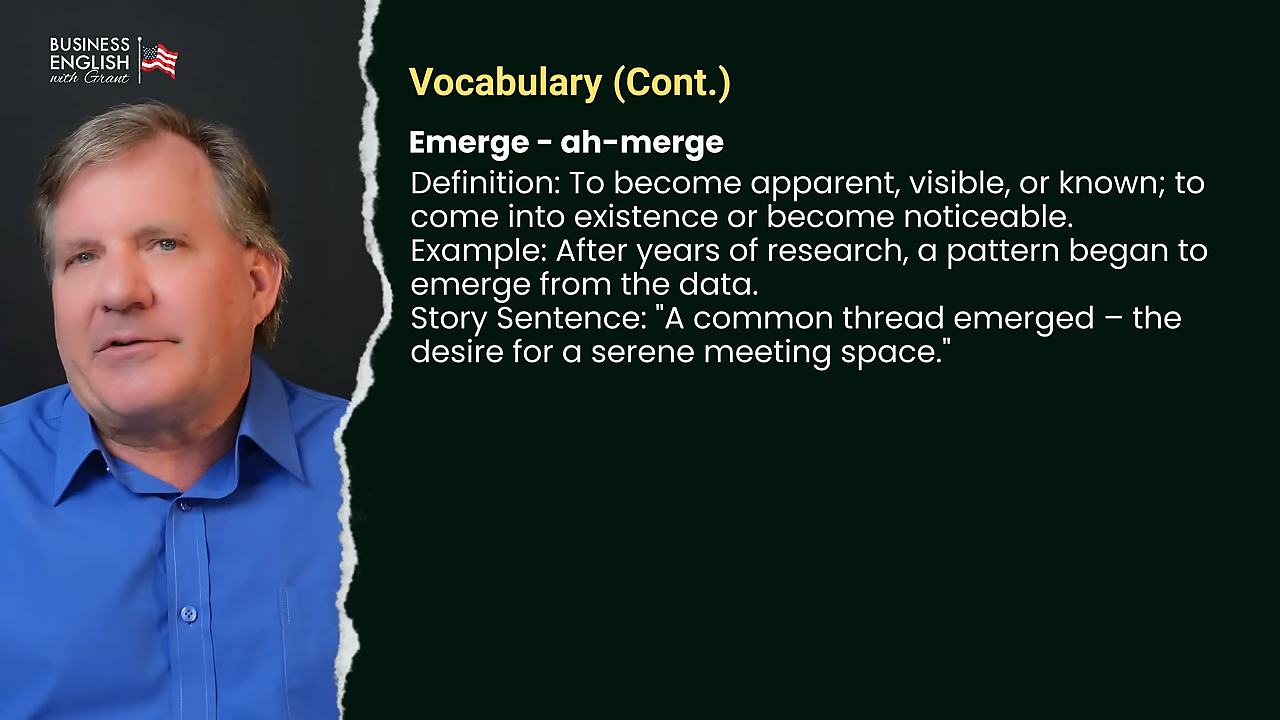 BUSINESS
ENGLISH
with Grant
Vocabulary (Cont.)
Emerge - ah-merge
Definition: To become apparent, visible, or known; to
come into existence or become noticeable.
Example: After years of research, a pattern began to
emerge from the data.
Story Sentence: "A common thread emerged – the
desire for a serene meeting space."